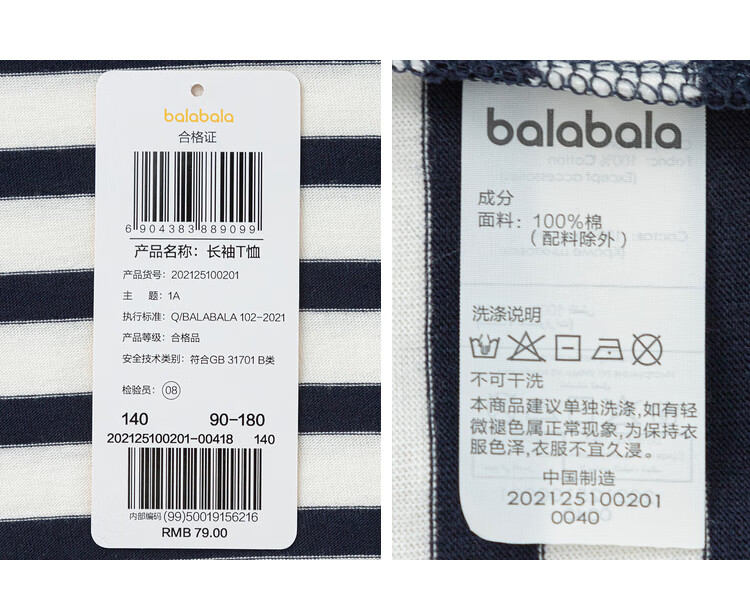 balabala
合格证
6 904383 889099
产品名称：长袖T恤
产品货号：202125100201
主 题：1A
执行标准：Q/BALABALA 102-2021
产品等级：合格品
安全技术类别：符合GB 31701 B类
检验员：08
140 90-180
202125100201-00418 140
内部编码 (99)50019156216
RMB 79.00
balabala
成分
面料：100%棉
（配料除外）
洗涤说明
不可干洗
本商品建议单独洗涤,如有轻
微褪色属正常现象,为保持衣
服色泽,衣服不宜久浸。
中国制造
202125100201
0040